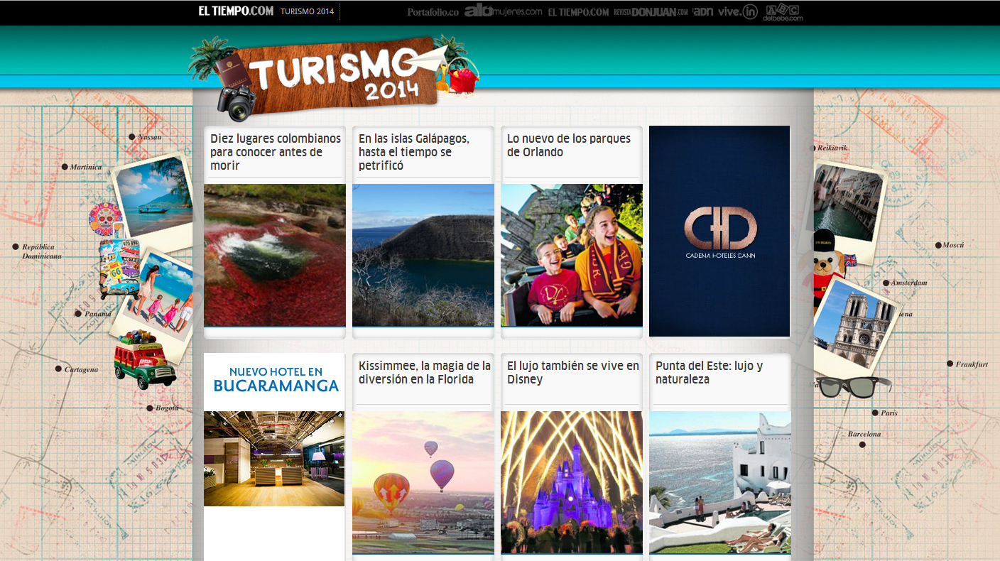 EL TIEMPO.COM
TURISMO 2014
Portafolio.co
alómujeres.com
EL TIEMPO.COM
REVISTA DONJUAN.COM
ADN
vive.in
ABC
delbebe.com
TURISMO
2014
Diez lugares colombianos
para conocer antes de
morir
En las islas Galápagos,
hasta el tiempo se
petrificó
Lo nuevo de los parques
de Orlando
CADENA HOTELES DANN
NUEVO HOTEL EN
BUCARAMANGA
Kissimmee, la magia de la
diversión en la Florida
El lujo también se vive en
Disney
Punta del Este: lujo y
naturaleza
Nassau
Martinica
República
Dominicana
66
Panamá
Cartagena
Bogotá
Reikiavik
Moscú
Amsterdam
Frankfurt
París
Barcelona